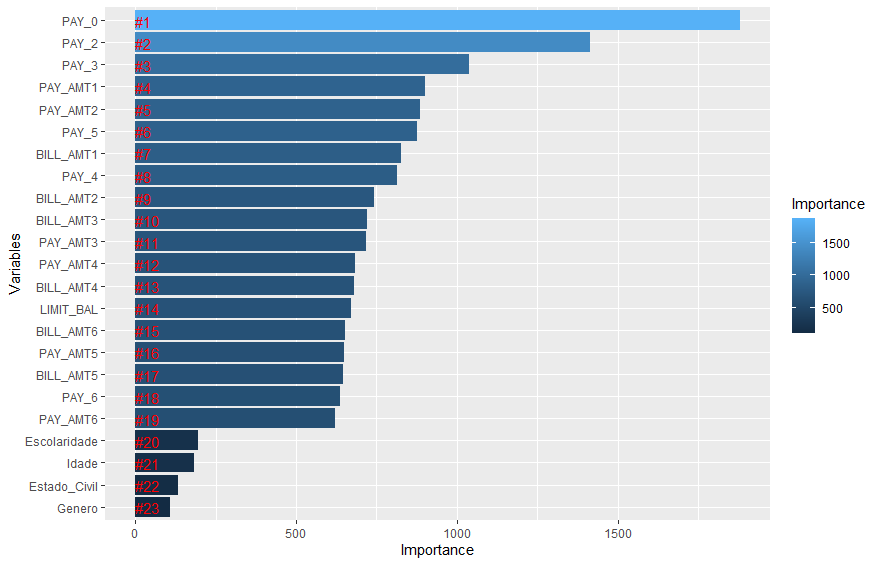 PAY_0 #1
PAY_2 #2
PAY_3 #3
PAY_AMT1 #4
PAY_AMT2 #5
PAY_5 #6
BILL_AMT1 #7
PAY_4 #8
BILL_AMT2 #9
BILL_AMT3 #10
PAY_AMT3 #11
PAY_AMT4 #12
BILL_AMT4 #13
LIMIT_BAL #14
BILL_AMT6 #15
PAY_AMT5 #16
BILL_AMT5 #17
PAY_6 #18
PAY_AMT6 #19
Escolaridade #20
Idade #21
Estado_Civil #22
Genero #23
Variables
0 500 1000 1500
Importance
Importance
1500
1000
500